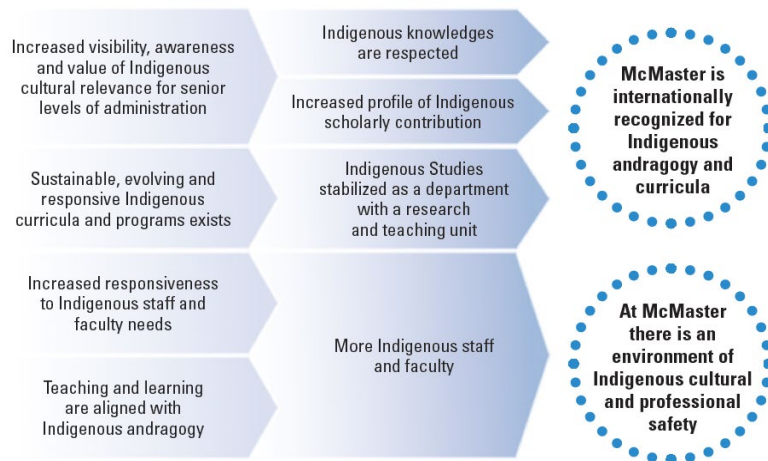 Increased visibility, awareness
and value of Indigenous
cultural relevance for senior
levels of administration
Indigenous knowledges
are respected
Increased profile of Indigenous
scholarly contribution
McMaster is
internationally
recognized for
Indigenous
andragogy and
curricula
Sustainable, evolving and
responsive Indigenous
curricula and programs exists
Indigenous Studies
stabilized as a department
with a research
and teaching unit
Increased responsiveness
to Indigenous staff and
faculty needs
Teaching and learning
are aligned with
Indigenous andragogy
More Indigenous staff
and faculty
At McMaster
there is an
environment of
Indigenous cultural
and professional
safety